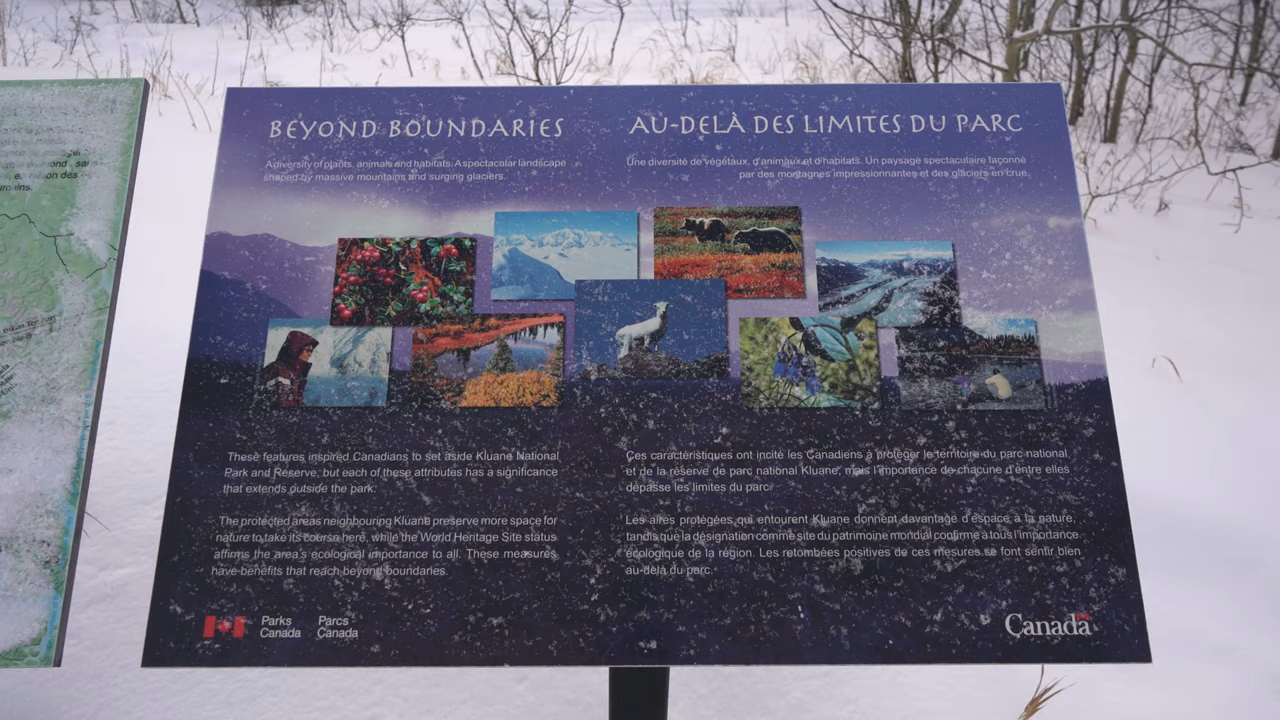 BEYOND BOUNDARIES
A diversity of plants, animals and habitats. A spectacular landscape
shaped by massive mountains and surging glaciers.
AU-DELÀ DES LIMITES DU PARC
Une diversité de végétaux, d'animaux et d'habitats. Un paysage spectaculaire façonné
par des montagnes impressionnantes et des glaciers en crue.
These features inspired Canadians to set aside Kluane National
Park and Reserve, but each of these attributes has a significance
that extends outside the park.
The protected areas neighbouring Kluane preserve more space for
nature to take its course here, while the World Heritage Site status
affirms the area's ecological importance to all. These measures
have benefits that reach beyond boundaries.
Ces caractéristiques ont incité les Canadiens à protéger le territoire du parc national
et de la réserve de parc national Kluane, mais l'importance de chacune d'entre elles
dépasse les limites du parc.
Les aires protégées qui entourent Kluane donnent davantage d'espace à la nature,
tandis que la désignation comme site du patrimoine mondial confirme à tous l'importance
écologique de la région. Les retombées positives de ces mesures se font sentir bien
au-delà du parc.
Parks
Canada
Parcs
Canada
Canada